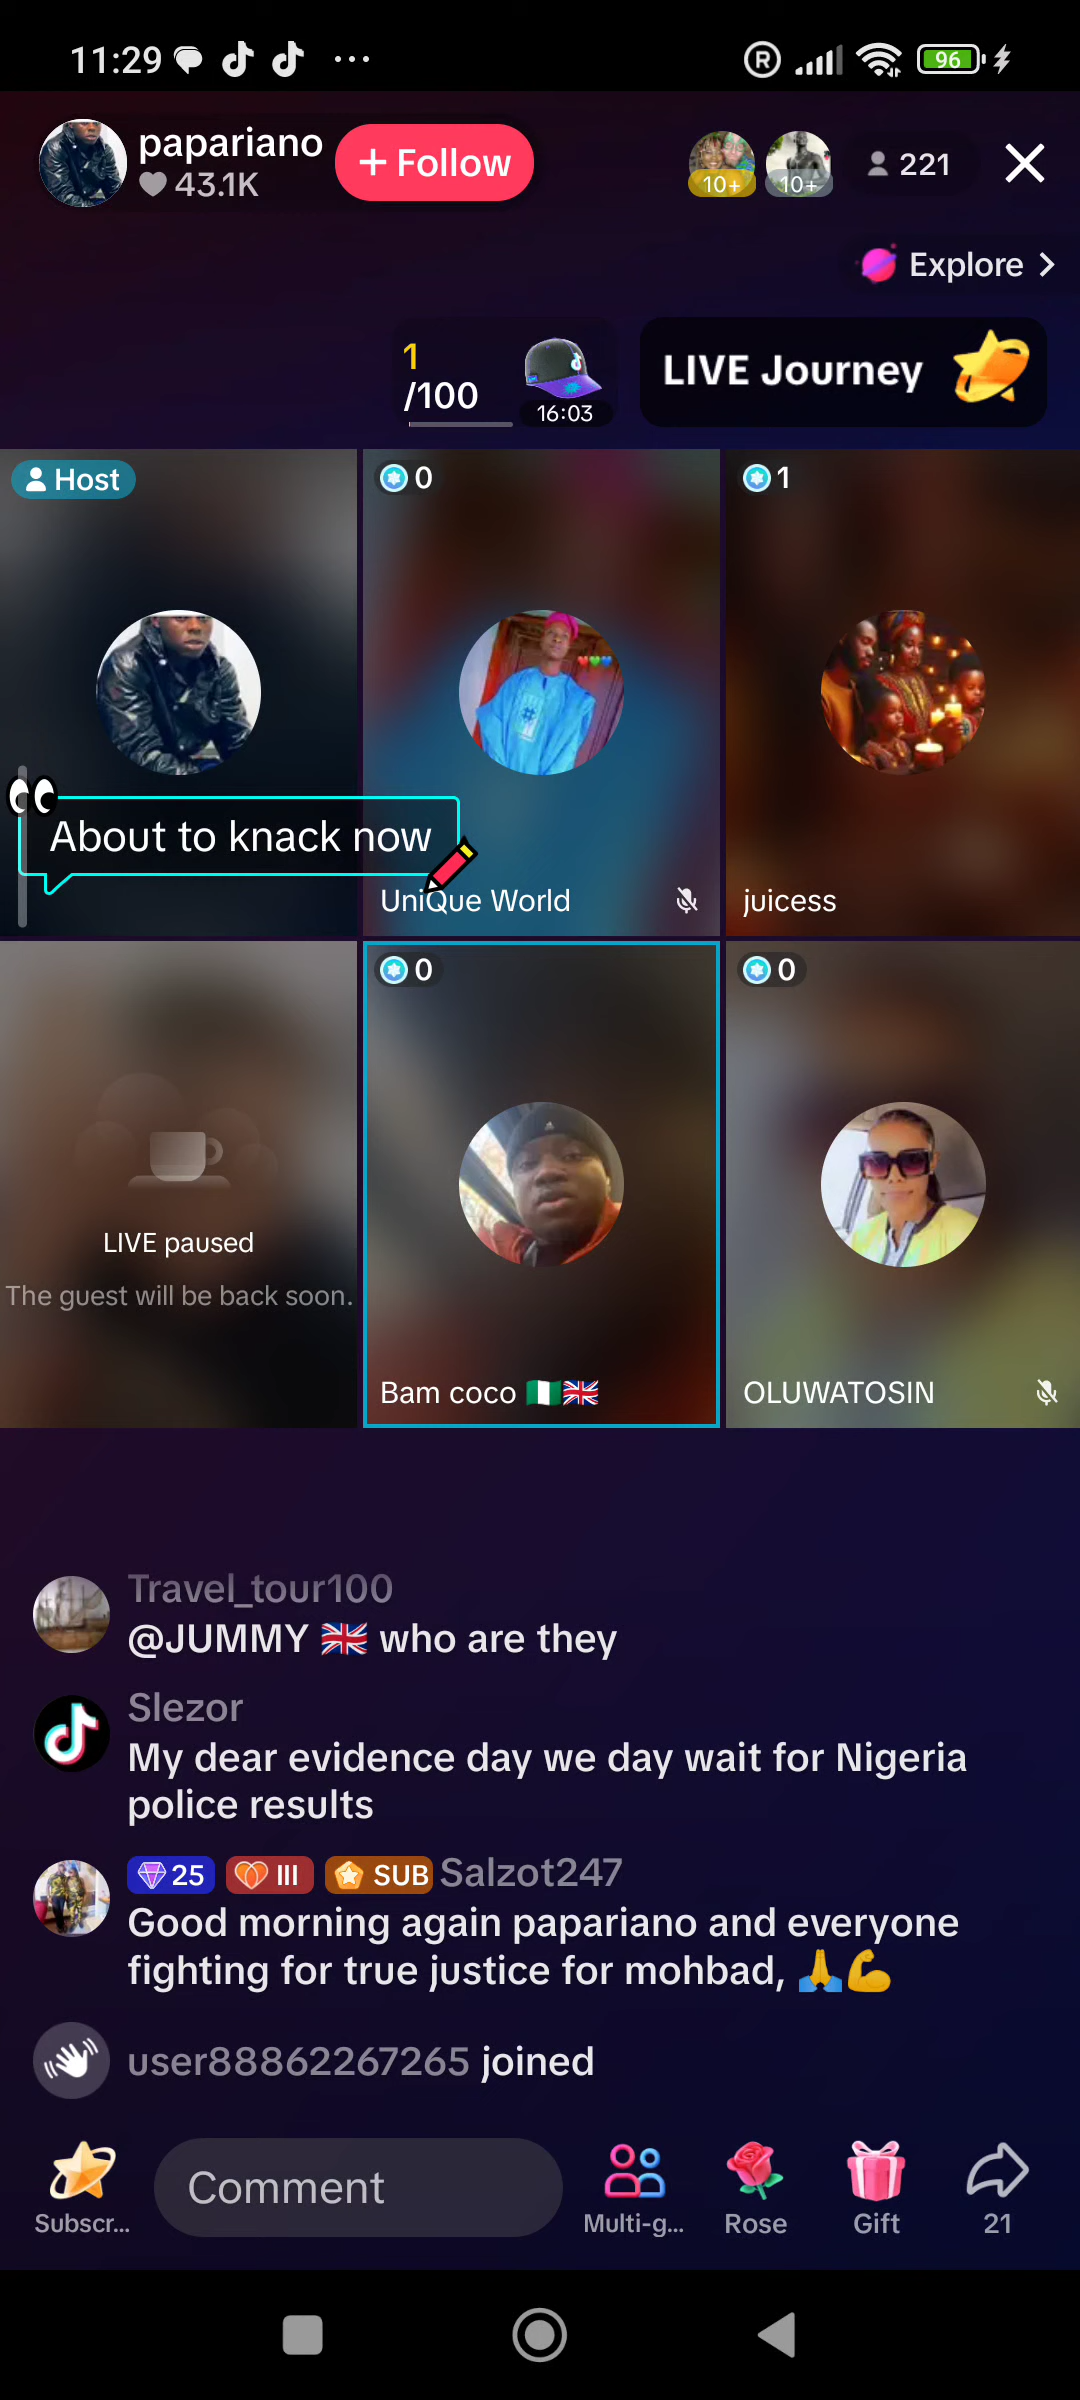 11:29
R
96
papariano
43.1K
+ Follow
10+
10+
221
Explore
1
/100
16:03
LIVE Journey
Host
0
1
About to knack now
UniQue World
juicess
0
0
LIVE paused
The guest will be back soon.
Bam coco
OLUWATOSIN
Travel_tour100
@JUMMY 🇬🇧 who are they
Slezor
My dear evidence day we day wait for Nigeria
police results
25 III SUB Salzot247
Good morning again papariano and everyone
fighting for true justice for mohbad, 🙏💪
user88862267265 joined
Subscr...
Comment
Multi-g...
Rose
Gift
21